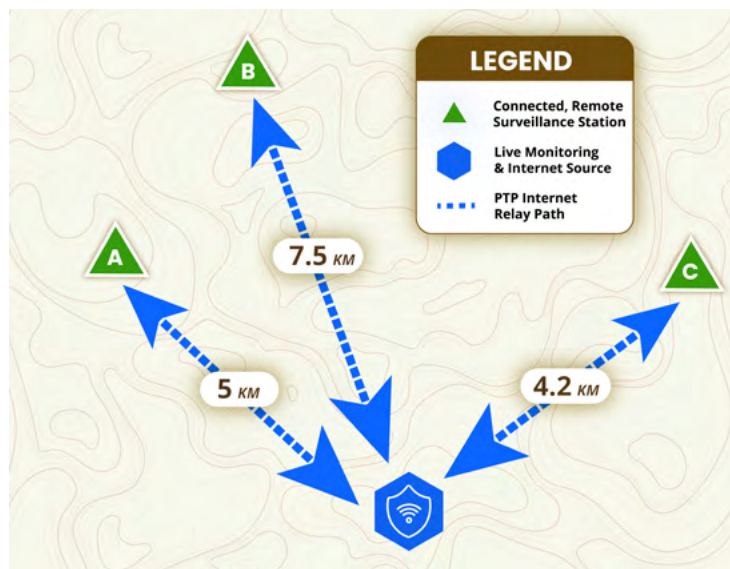 B
LEGEND
Connected, Remote
Surveillance Station
Live Monitoring
& Internet Source
PTP Internet
Relay Path
A
7.5 KM
C
5 KM
4.2 KM